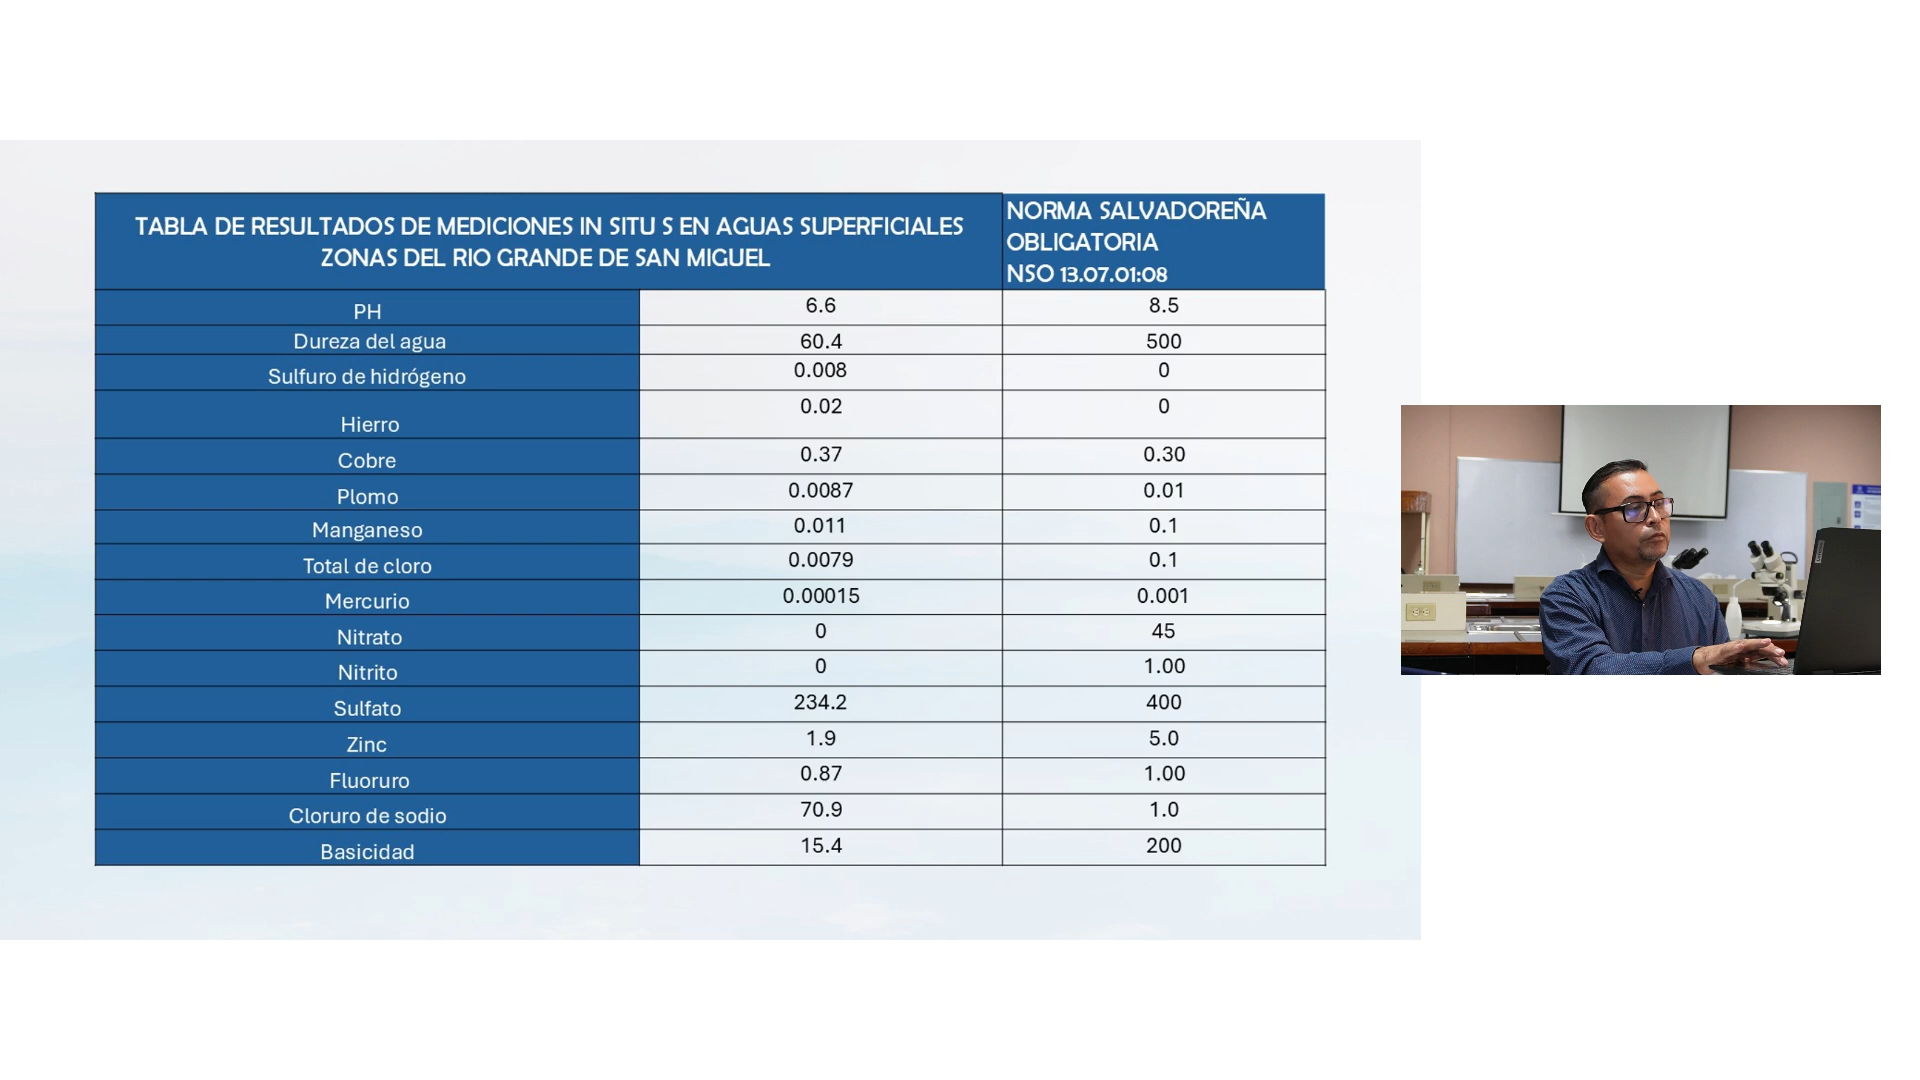 TABLA DE RESULTADOS DE MEDICIONES IN SITU S EN AGUAS SUPERFICIALES
ZONAS DEL RIO GRANDE DE SAN MIGUEL
NORMA SALVADOREÑA
OBLIGATORIA
NSO 13.07.01:08
PH 6.6 8.5
Dureza del agua 60.4 500
Sulfuro de hidrógeno 0.008 0
Hierro 0.02 0
Cobre 0.37 0.30
Plomo 0.0087 0.01
Manganeso 0.011 0.1
Total de cloro 0.0079 0.1
Mercurio 0.00015 0.001
Nitrato 0 45
Nitrito 0 1.00
Sulfato 234.2 400
Zinc 1.9 5.0
Fluoruro 0.87 1.00
Cloruro de sodio 70.9 1.0
Basicidad 15.4 200